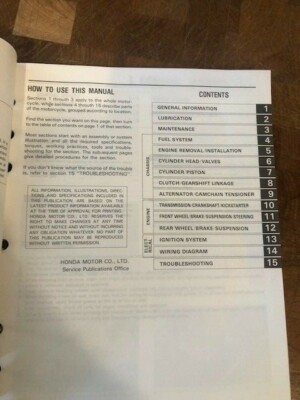 HOW TO USE THIS MANUAL
Sections 1 through 3 apply to the whole motor-
cycle, while sections 4 through 15 describe parts
of the motorcycle, grouped according to location.
Find the section you want on this page, then turn
to the table of contents on page 1 of that section.
Most sections start with an assembly or system
illustration and all the required specifications,
torques, working practices, tools and trouble-
shooting for the section. The subsequent pages
give detailed procedures for the section.
If you don't know what the source of the trouble
is, refer to section 15 "TROUBLESHOOTING".
ALL INFORMATION, ILLUSTRATIONS, DIREC-
TIONS AND SPECIFICATIONS INCLUDED IN
THIS PUBLICATION ARE BASED ON THE
LATEST PRODUCT INFORMATION AVAILABLE
AT THE TIME OF APPROVAL FOR PRINTING.
HONDA MOTOR CO., LTD. RESERVES THE
RIGHT TO MAKE CHANGES AT ANY TIME
WITHOUT NOTICE AND WITHOUT INCURRING
ANY OBLIGATION WHATEVER. NO PART OF
THIS PUBLICATION MAY BE REPRODUCED
WITHOUT WRITTEN PERMISSION.
HONDA MOTOR CO., LTD.
Service Publications Office
CONTENTS
GENERAL INFORMATION 1
LUBRICATION 2
MAINTENANCE 3
FUEL SYSTEM 4
ENGINE REMOVAL/INSTALLATION 5
CYLINDER HEAD/VALVES 6
CYLINDER/PISTON 7
CLUTCH/GEARSHIFT LINKAGE 8
ALTERNATOR/CAMCHAIN TENSIONER 9
TRANSMISSION/CRANKSHAFT/KICKSTARTER 10
FRONT WHEEL/BRAKE/SUSPENSION/STEERING 11
REAR WHEEL/BRAKE/SUSPENSION 12
IGNITION SYSTEM 13
WIRING DIAGRAM 14
TROUBLESHOOTING 15
CHASSIS
ENGINE
ELECT
RICAL